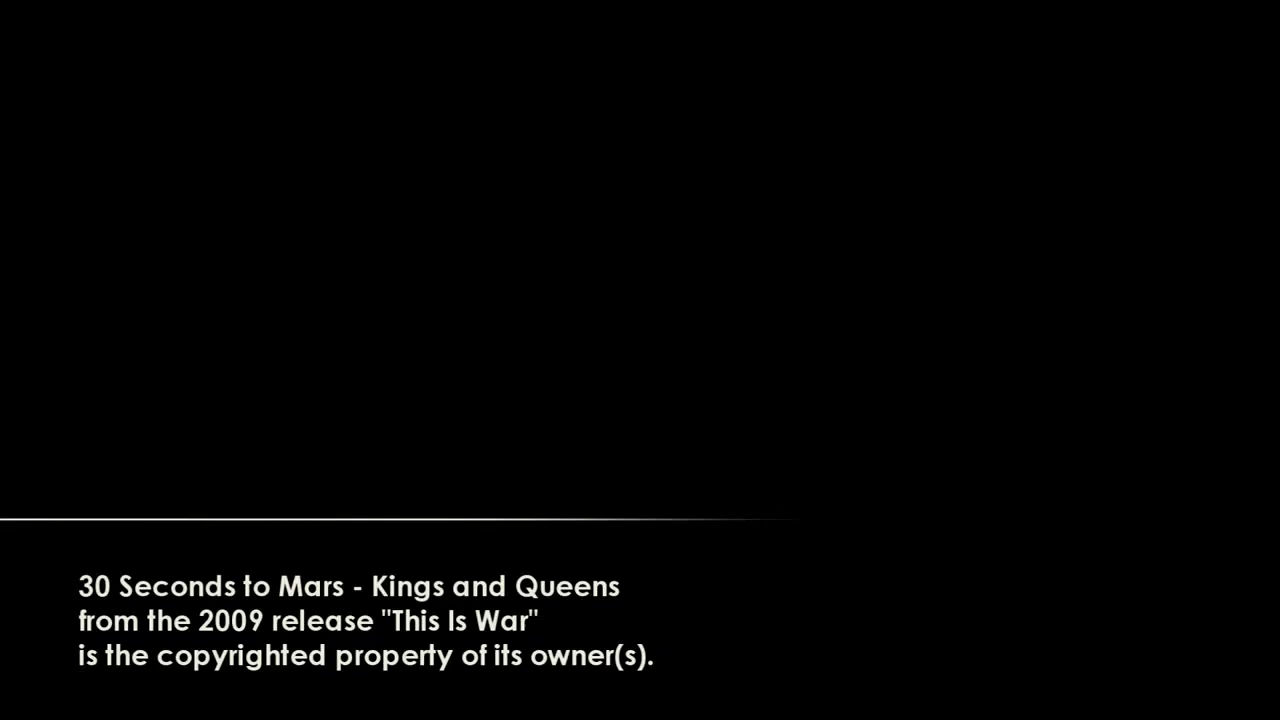 30 Seconds to Mars - Kings and Queens
from the 2009 release "This Is War"
is the copyrighted property of its owner(s).